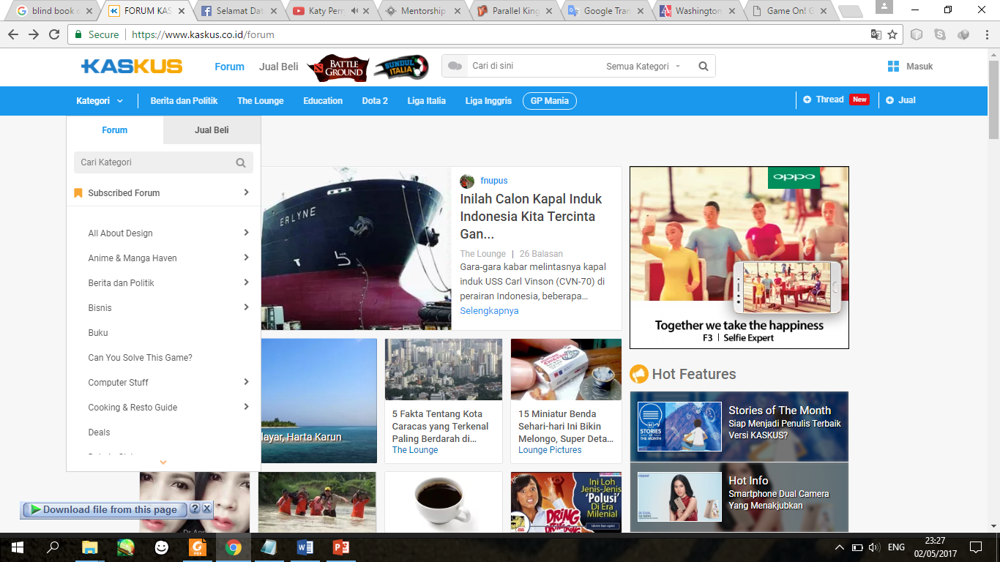 blind book
FORUM KAS
Selamat Dat
Katy Perr
Mentorship
Parallel King
Google Tran
Washington
Game On! G
Secure
https://www.kaskus.co.id/forum
KASKUS
Forum
Jual Beli
BATTLE
GROUND
SUNDUL
ITALIA
Cari di sini
Semua Kategori
Masuk
Kategori
Berita dan Politik
The Lounge
Education
Dota 2
Liga Italia
Liga Inggris
GP Mania
Thread
New
Jual
Forum
Jual Beli
Cari Kategori
Subscribed Forum
All About Design
Anime & Manga Haven
Berita dan Politik
Bisnis
Buku
Can You Solve This Game?
Computer Stuff
Cooking & Resto Guide
Deals
ERLYNE
fnupus
Inilah Calon Kapal Induk
Indonesia Kita Tercinta
Gan...
The Lounge | 26 Balasan
Gara-gara kabar melintasnya kapal
induk USS Carl Vinson (CVN-70) di
perairan Indonesia, beberapa...
Selengkapnya
layar, Harta Karun
5 Fakta Tentang Kota
Caracas yang Terkenal
Paling Berdarah di...
The Lounge
15 Miniatur Benda
Sehari-hari Ini Bikin
Melongo, Super Deta...
Lounge Pictures
Ini Loh
Jenis-Jenis
'Polusi'
Di Era
Milenial
DRING
oppo
Together we take the happiness
F3 | Selfie Expert
Hot Features
STORIES
OF THE
MONTH
Stories of The Month
Siap Menjadi Penulis Terbaik
Versi KASKUS?
Hot Info
Smartphone Dual Camera
Yang Menakjubkan
Download file from this page
?
PDF
ENG
23:27
02/05/2017